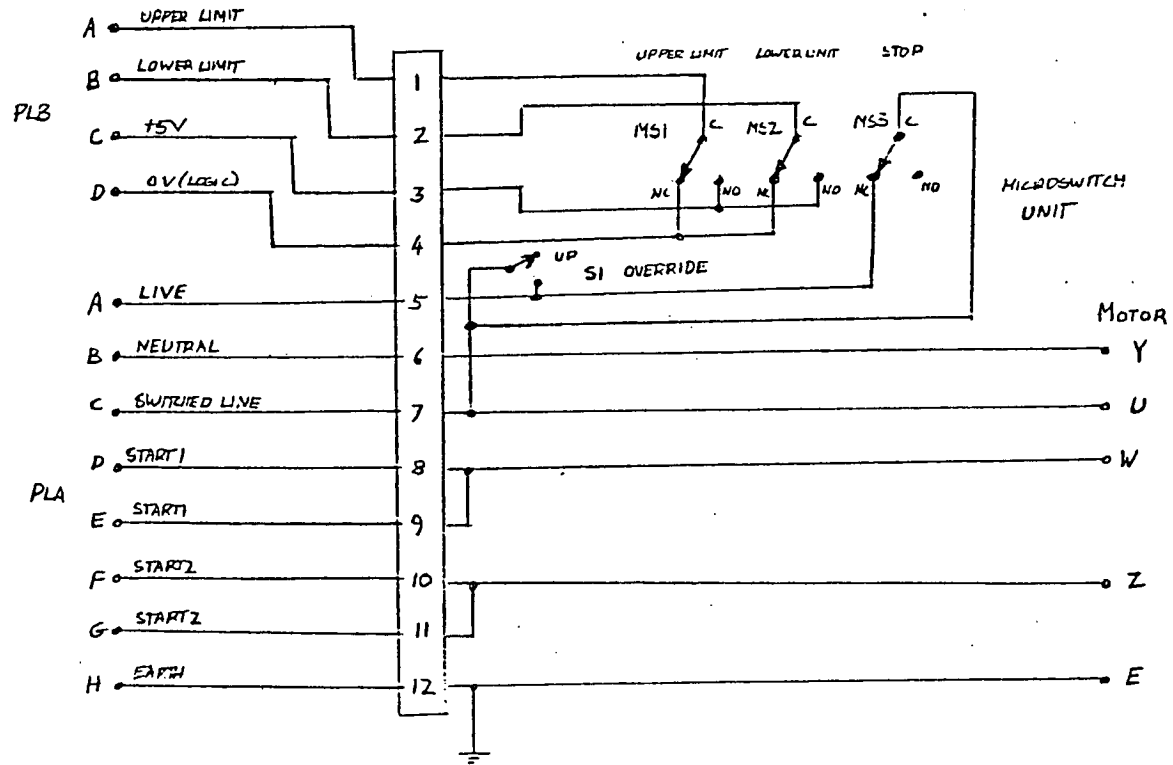 A UPPER LIMIT
B LOWER LIMIT
PLB
C +5V
D 0V (LOGIC)
A LIVE
B NEUTRAL
C SWITCHED LINE
D START1
PLA
E START1
F START2
G START2
H EARTH
1
2
3
4
5
6
7
8
9
10
11
12
UPPER LIMIT LOWER LIMIT STOP
MS1 C MS2 C MS3 C
NC NO NC NO NC NO
MICROSWITCH
UNIT
UP
S1 OVERRIDE
MOTOR
Y
U
W
Z
E